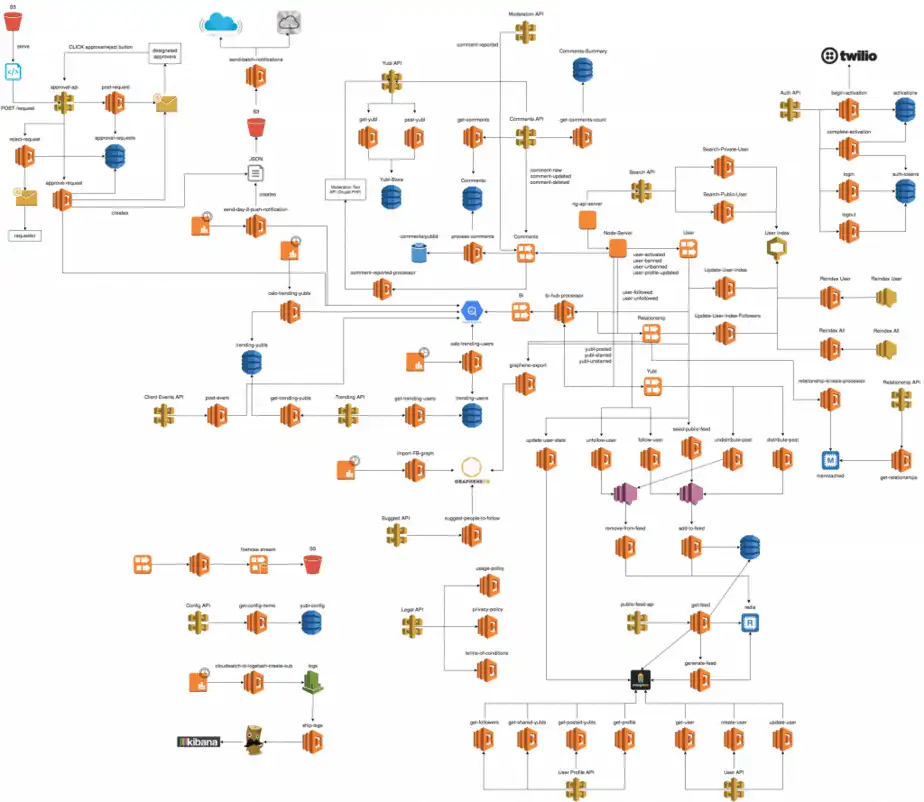 S3
serve
POST /request
CLICK approve/reject button
designated
approvers
approval-api
post-request
reject-request
approval-requests
approve-request
requester
creates
send-batch-notifications
S3
JSON
creates
send-day-2-push-notification
Moderation API
comment-reported
Comments-Summary
Yubl API
get-yubl
post-yubl
get-comments
Comments API
get-comments-count
Yubl-Store
Comments
comment-new
comment-updated
comment-deleted
process-comments
Comments
comment-reported-processor
twilio
Auth API
begin-activation
activations
complete-activation
login
auth-tokens
logout
Search-Private-User
Search API
Search-Public-User
ng-api-server
Node-Server
User
User Index
user-activated
user-banned
user-unbanned
user-profile-updated
Update-User-Index
Reindex User
Reindex User
user-followed
user-unfollowed
Update-User-Index-Followers
Reindex All
Reindex All
calc-trending-yubls
BI
bi-hub-processor
Relationship
yubl-posted
yubl-shared
yubl-unshared
trending-yubls
calc-trending-users
graphene-export
Yubl
relationship-kinesis-processor
Relationship API
Client Events API
post-event
get-trending-yubls
Trending API
get-trending-users
trending-users
update-user-stats
unfollow-user
follow-user
seed-public-feed
undistribute-post
distribute-post
memcached
get-relationships
import-FB-graph
GRAPHENEDB
Suggest API
suggest-people-to-follow
remove-from-feed
add-to-feed
firehose stream
S3
usage-policy
Config API
get-config-items
yubl-config
Legal API
privacy-policy
public-feed-api
get-feed
redis
terms-of-conditions
generate-feed
cloudwatch-to-logstash-create-sub
logs
ship-logs
kibana
get-followers
get-shared-yubls
get-posted-yubls
get-profile
get-user
create-user
update-user
User Profile API
User API